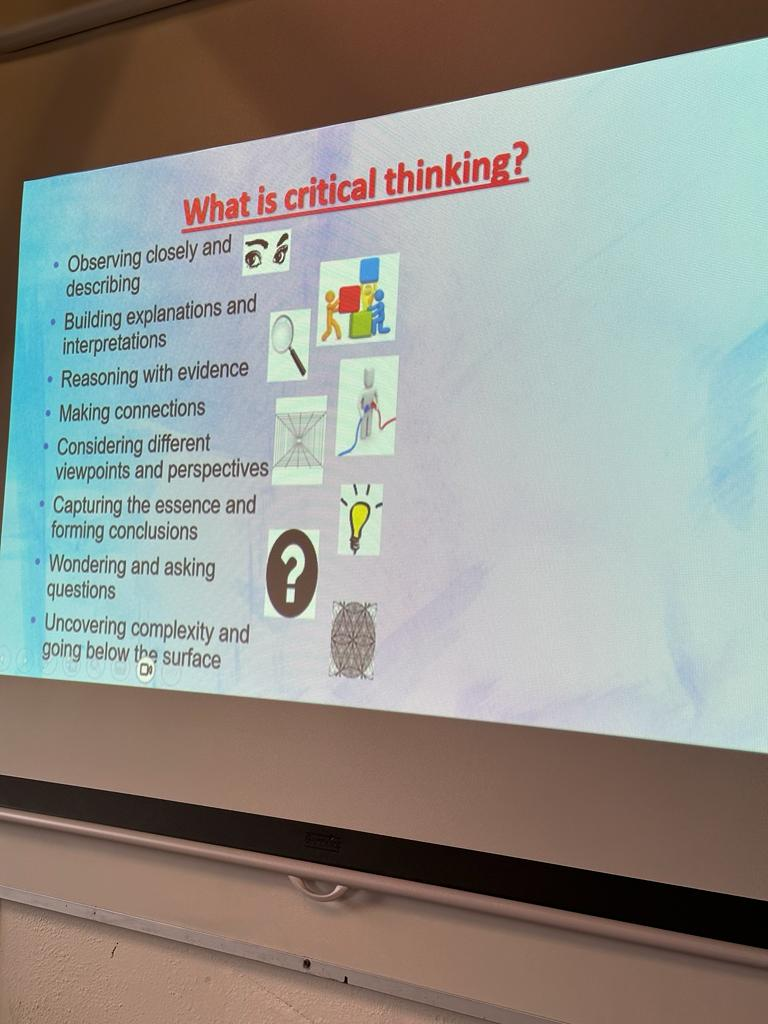 What is critical thinking?
• Observing closely and
describing
• Building explanations and
interpretations
• Reasoning with evidence
• Making connections
• Considering different
viewpoints and perspectives
• Capturing the essence and
forming conclusions
• Wondering and asking
questions
• Uncovering complexity and
going below the surface
?